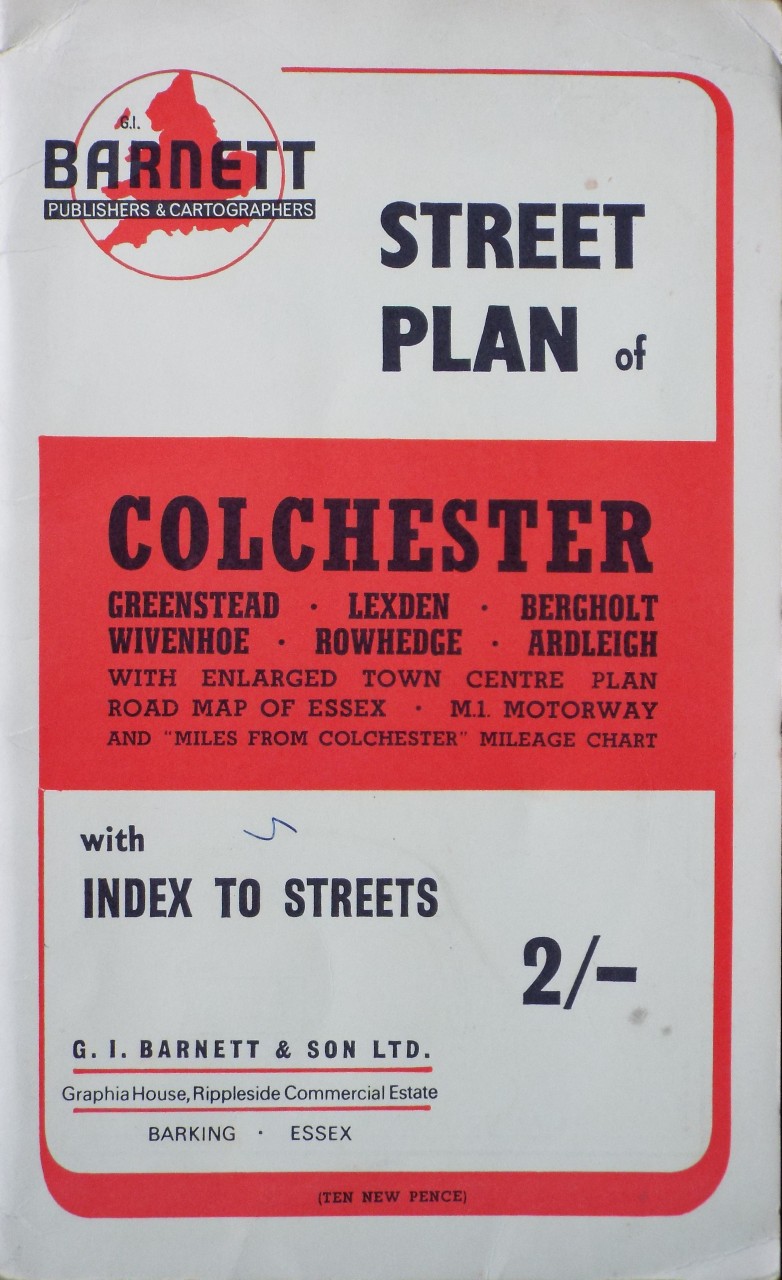 G.I.
BARNETT
PUBLISHERS & CARTOGRAPHERS
STREET
PLAN of
COLCHESTER
GREENSTEAD · LEXDEN · BERGHOLT
WIVENHOE · ROWHEDGE · ARDLEIGH
WITH ENLARGED TOWN CENTRE PLAN
ROAD MAP OF ESSEX · M.1. MOTORWAY
AND "MILES FROM COLCHESTER" MILEAGE CHART
with
INDEX TO STREETS
2/-
G. I. BARNETT & SON LTD.
Graphia House, Rippleside Commercial Estate
BARKING · ESSEX
(TEN NEW PENCE)